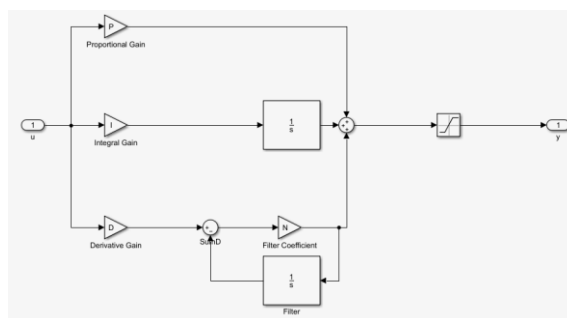 P
Proportional Gain
1
u
I
Integral Gain
1
s
1
y
D
Derivative Gain
SumD
N
Filter Coefficient
1
s
Filter